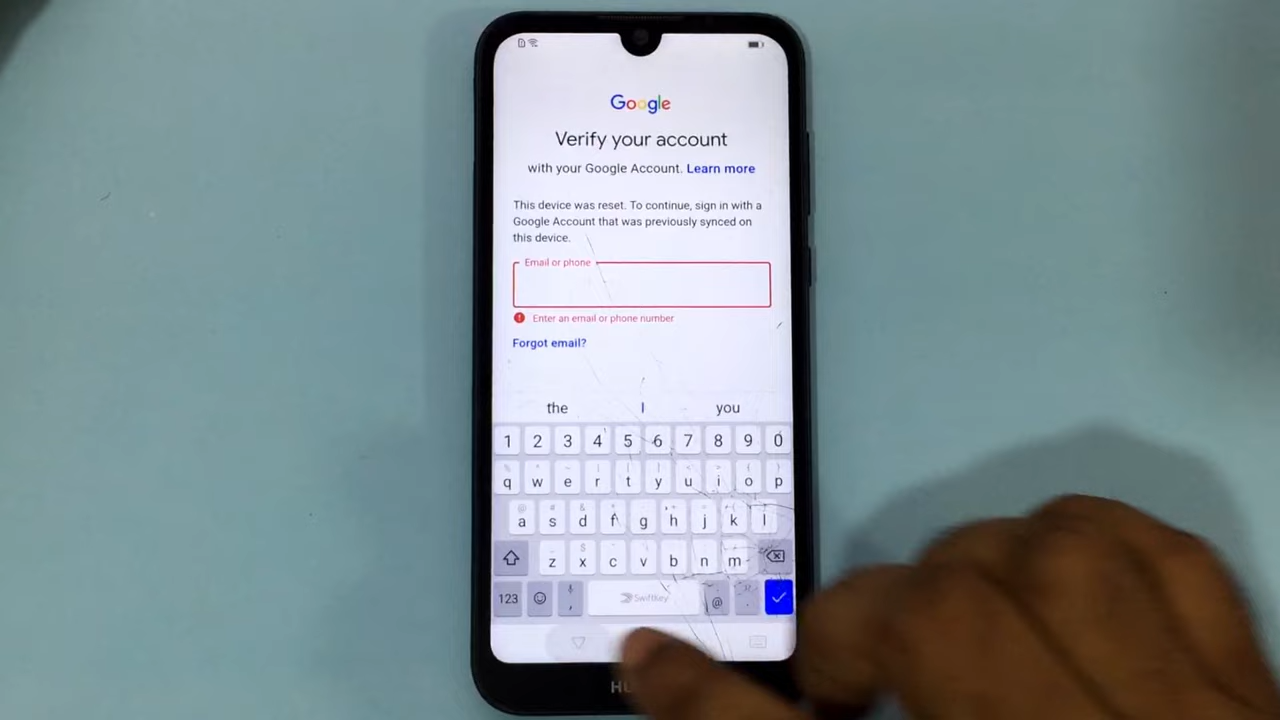 Google
Verify your account
with your Google Account. Learn more
This device was reset. To continue, sign in with a
Google Account that was previously synced on
this device.
Email or phone
Enter an email or phone number
Forgot email?
the I you
1 2 3 4 5 6 7 8 9 0
q w e r t y u i o p
a s d f g h j k l
z x c v b n m
123 , SwiftKey @ .